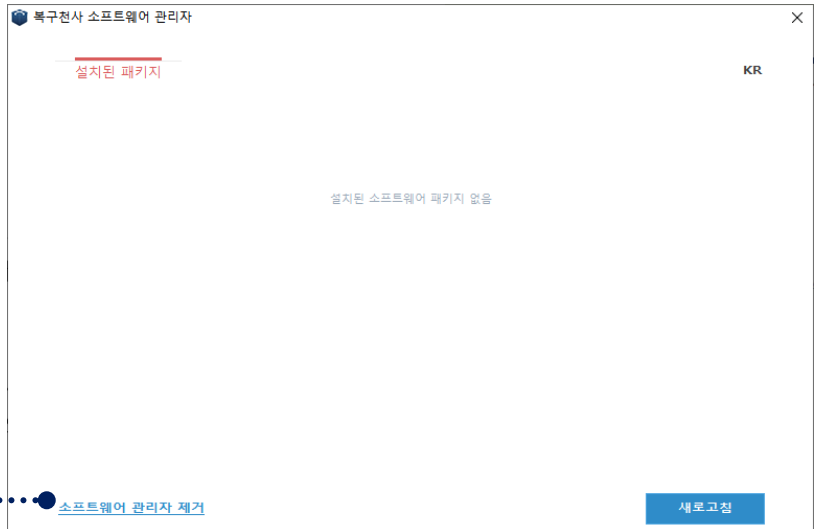 복구천사 소프트웨어 관리자
설치된 패키지
KR
설치된 소프트웨어 패키지 없음
소프트웨어 관리자 제거
새로고침